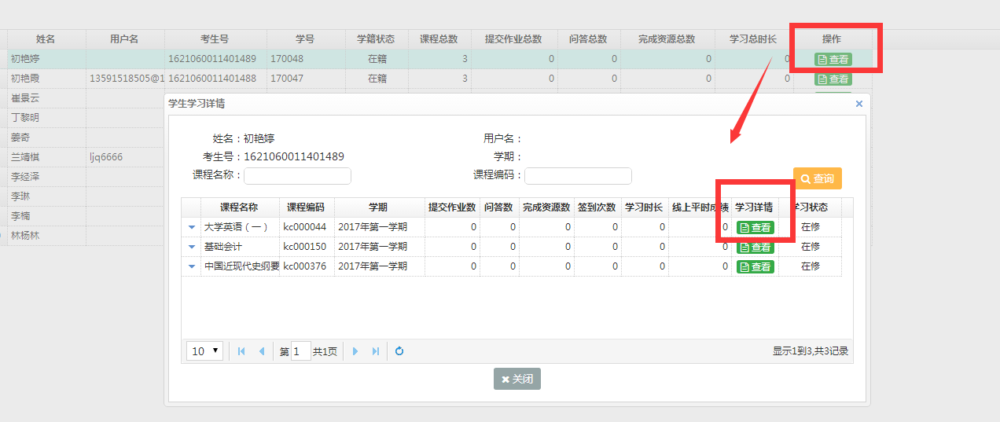 姓名 用户名 考生号 学号 学籍状态 课程总数 提交作业总数 问答总数 完成资源总数 学习总时长 操作
初艳婷 1621060011401489 170048 在籍 3 0 0 0 0 查看
初艳霞 13591518505@1 1621060011401488 170047 在籍 3 0 0 0 0 查看
崔景云
丁黎明
姜奇
兰靖棋 ljq6666
李经泽
李琳
李楠
林杨林
学生学习详情
姓名：初艳婷 用户名：
考生号：1621060011401489 学期：
课程名称： 课程编码：
查询
课程名称 课程编码 学期 提交作业数 问答数 完成资源数 签到次数 学习时长 线上平时成绩 学习详情 学习状态
大学英语（一） kc000044 2017年第一学期 0 0 0 0 0 0 查看 在修
基础会计 kc000150 2017年第一学期 0 0 0 0 0 0 查看 在修
中国近现代史纲要 kc000376 2017年第一学期 0 0 0 0 0 0 查看 在修
10 第 1 共1页 显示1到3,共3记录
关闭